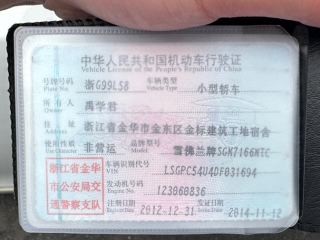 中华人民共和国机动车行驶证
Vehicle License of the People's Republic of China
号牌号码 浙G99L58 车辆类型 小型轿车
Plate No. Vehicle Type
所有人 禹学君
Owner
住址 浙江省金华市金东区金标建筑工地宿舍
Address
使用性质 非营运 品牌型号 雪佛兰牌SGM7166MTC
Use Character Model
浙江省金华市公安局交通警察支队
车辆识别代号 LSGPC54U4DF031694
VIN
发动机号码 123060836
Engine No.
注册日期 2012-12-31 发证日期 2014-11-12
Register Date Issue Date